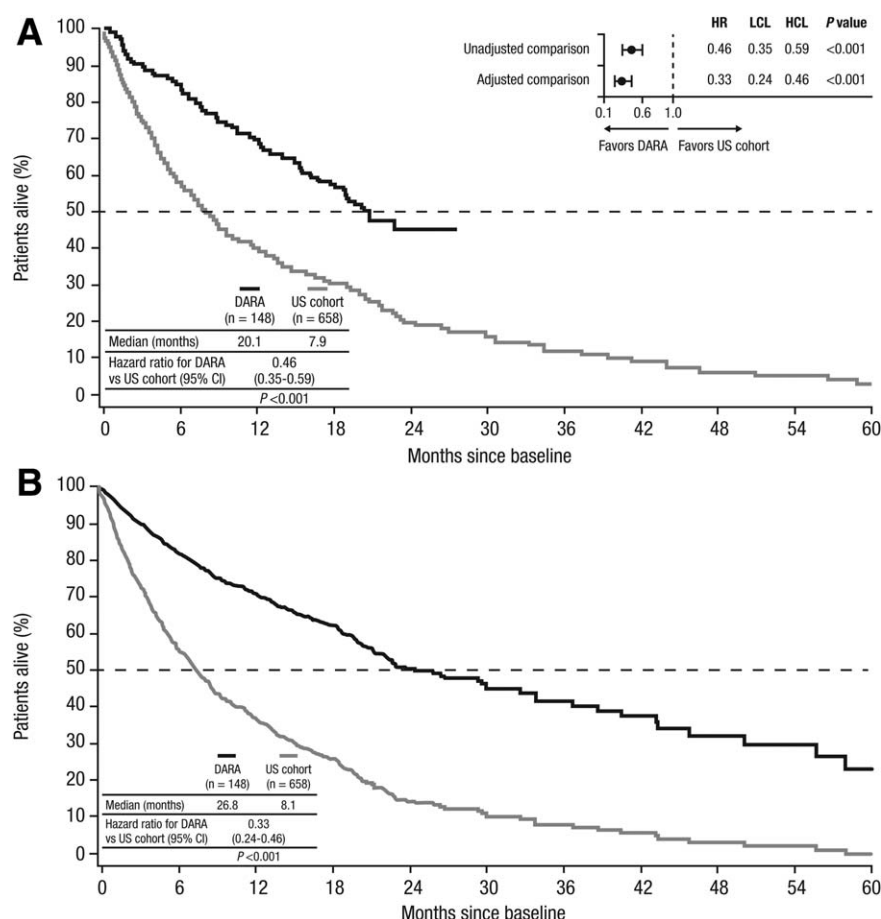 A
HR LCL HCL P value
Unadjusted comparison 0.46 0.35 0.59 <0.001
Adjusted comparison 0.33 0.24 0.46 <0.001
0.1 0.6 1.0
Favors DARA Favors US cohort
Patients alive (%)
100
90
80
70
60
50
40
30
20
10
0
DARA US cohort
(n = 148) (n = 658)
Median (months) 20.1 7.9
Hazard ratio for DARA 0.46
vs US cohort (95% CI) (0.35-0.59)
P <0.001
0 6 12 18 24 30 36 42 48 54 60
Months since baseline
B
Patients alive (%)
100
90
80
70
60
50
40
30
20
10
0
DARA US cohort
(n = 148) (n = 658)
Median (months) 26.8 8.1
Hazard ratio for DARA 0.33
vs US cohort (95% CI) (0.24-0.46)
P <0.001
0 6 12 18 24 30 36 42 48 54 60
Months since baseline